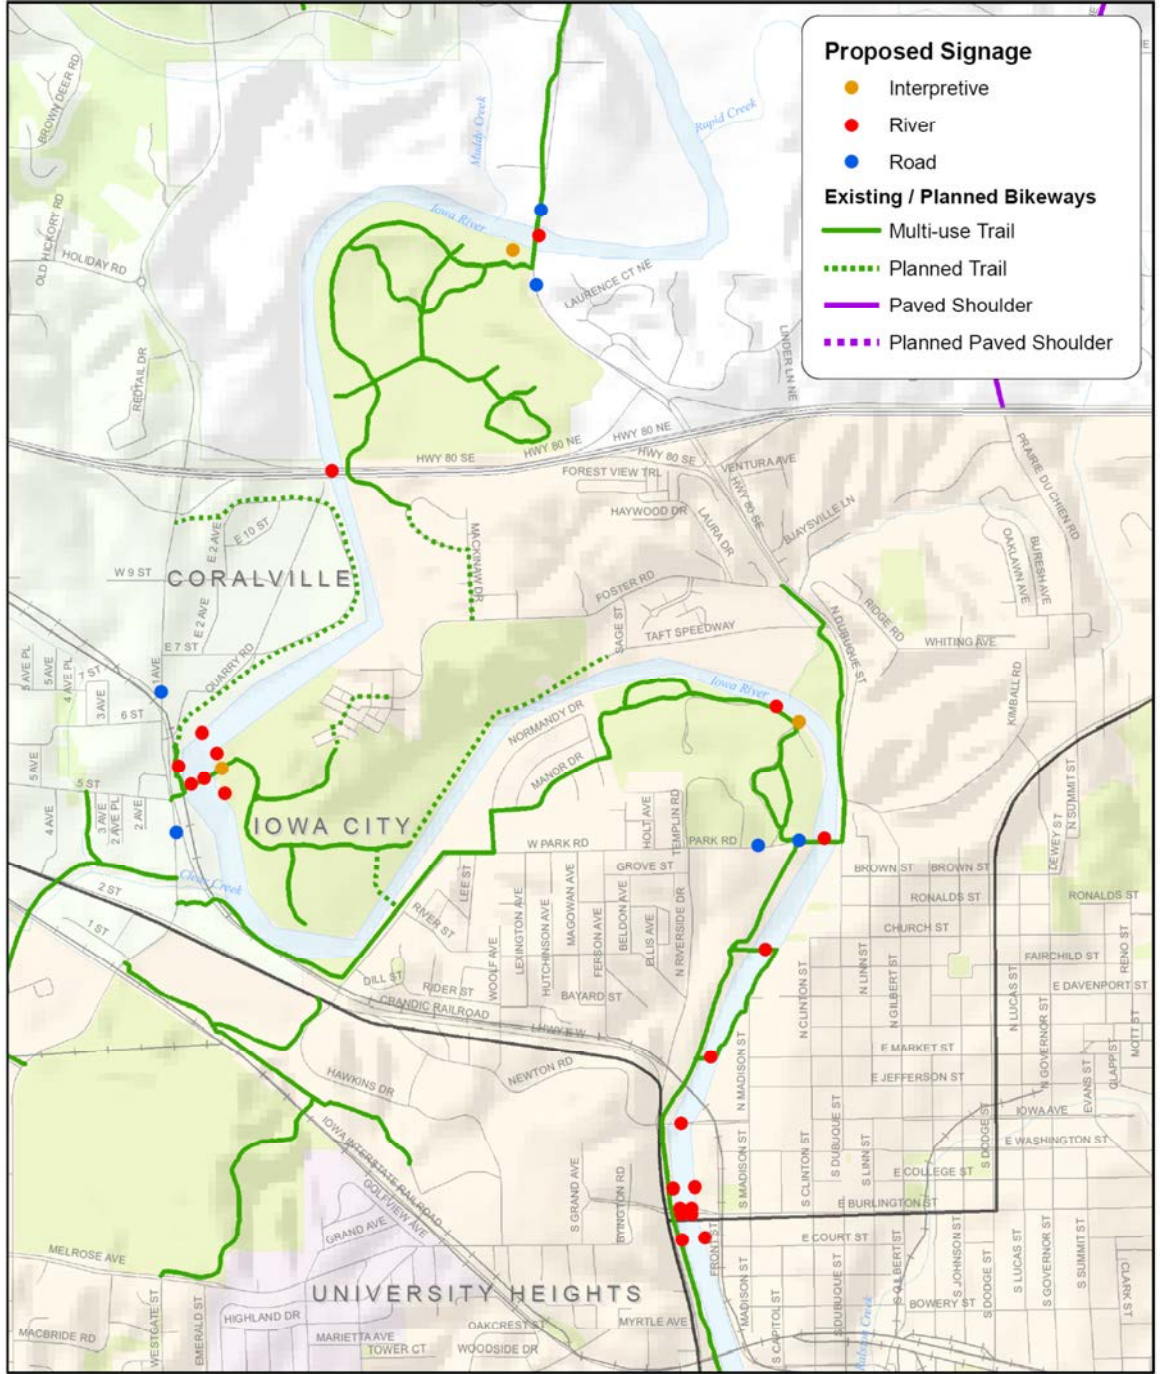 Proposed Signage
Interpretive
River
Road
Existing / Planned Bikeways
Multi-use Trail
Planned Trail
Paved Shoulder
Planned Paved Shoulder
BROWN DEER RD
Muddy Creek
Rapid Creek
OLD HICKORY RD
HOLIDAY RD
Iowa River
LAURENCE CT NE
LINDER LN NE
REDTAIL DR
HWY 80 SE
HWY 80 NE
HWY 80 NE
HWY 80 SE
FOREST VIEW TRL
VENTURA AVE
HWY 80 SE
PRAIRIE DU CHIEN RD
HAYWOOD DR
LAURA DR
BJAYSVILLE LN
E 10 ST
E 2 AVE
MACKINAW DR
OAKLAWN AVE
BURESH AVE
W 9 ST
CORALVILLE
FOSTER RD
E 2 AVE
SAGE ST
TAFT SPEEDWAY
N DUBUQUE ST
RIDGE RD
WHITING AVE
E 7 ST
QUARRY RD
5 AVE PL
5 AVE
4 AVE PL
7 ST
1 AVE
3 AVE
6 ST
Iowa River
KIMBALL RD
NORMANDY DR
MANOR DR
5 AVE
5 ST
4 AVE
3 AVE
2 AVE PL
2 AVE
IOWA CITY
HOLT AVE
TEMPLIN RD
PARK RD
W PARK RD
N SUMMIT ST
DEWEY ST
GROVE ST
BROWN ST
BROWN ST
RONALDS ST
RONALDS ST
Clear Creek
2 ST
1 ST
LEE ST
RIVER ST
WOOLF AVE
LEXINGTON AVE
HUTCHINSON AVE
MAGOWAN AVE
FERSON AVE
BELDON AVE
ELLIS AVE
N RIVERSIDE DR
CHURCH ST
FAIRCHILD ST
RENO ST
N LINN ST
N GILBERT ST
N CLINTON ST
E DAVENPORT ST
N LUCAS ST
N GOVERNOR ST
DILL ST
RIDER ST
BAYARD ST
CRANDIC RAILROAD
LHWY 6 W
E MARKET ST
MOTT ST
CLAPP ST
EVANS ST
N MADISON ST
NEWTON RD
HAWKINS DR
E JEFFERSON ST
IOWA AVE
E WASHINGTON ST
IOWA INTERSTATE RAILROAD
GOLFVIEW AVE
S GRAND AVE
BYINGTON RD
S MADISON ST
S CLINTON ST
S DUBUQUE ST
S LINN ST
S DODGE ST
E COLLEGE ST
E BURLINGTON ST
GRAND AVE
FRONT ST
E COURT ST
MELROSE AVE
UNIVERSITY HEIGHTS
WESTGATE ST
EMERALD ST
HIGHLAND DR
MACBRIDE RD
MARIETTA AVE
TOWER CT
OAKCREST ST
WOODSIDE DR
MYRTLE AVE
MADISON ST
S CAPITOL ST
S DUBUQUE ST
Ralston Creek
S GILBERT ST
BOWERY ST
S JOHNSON ST
S DODGE ST
S LUCAS ST
S GOVERNOR ST
S SUMMIT ST
CLARK ST